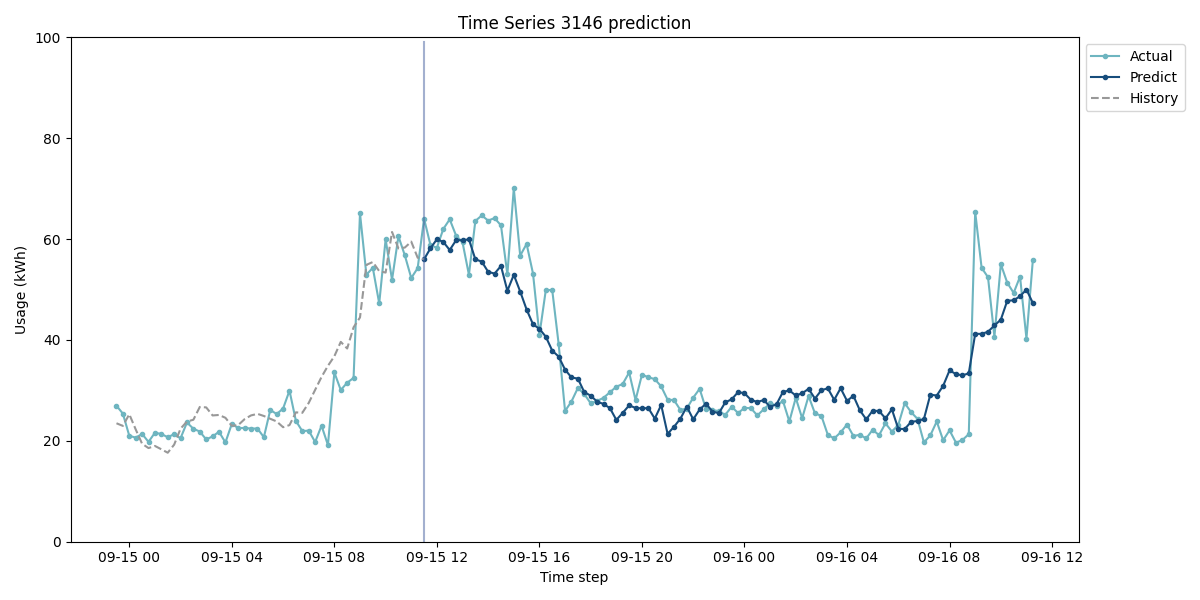 Time Series 3146 prediction
100
80
60
40
20
0
Usage (kWh)
09-15 00
09-15 04
09-15 08
09-15 12
09-15 16
09-15 20
09-16 00
09-16 04
09-16 08
09-16 12
Time step
Actual
Predict
History